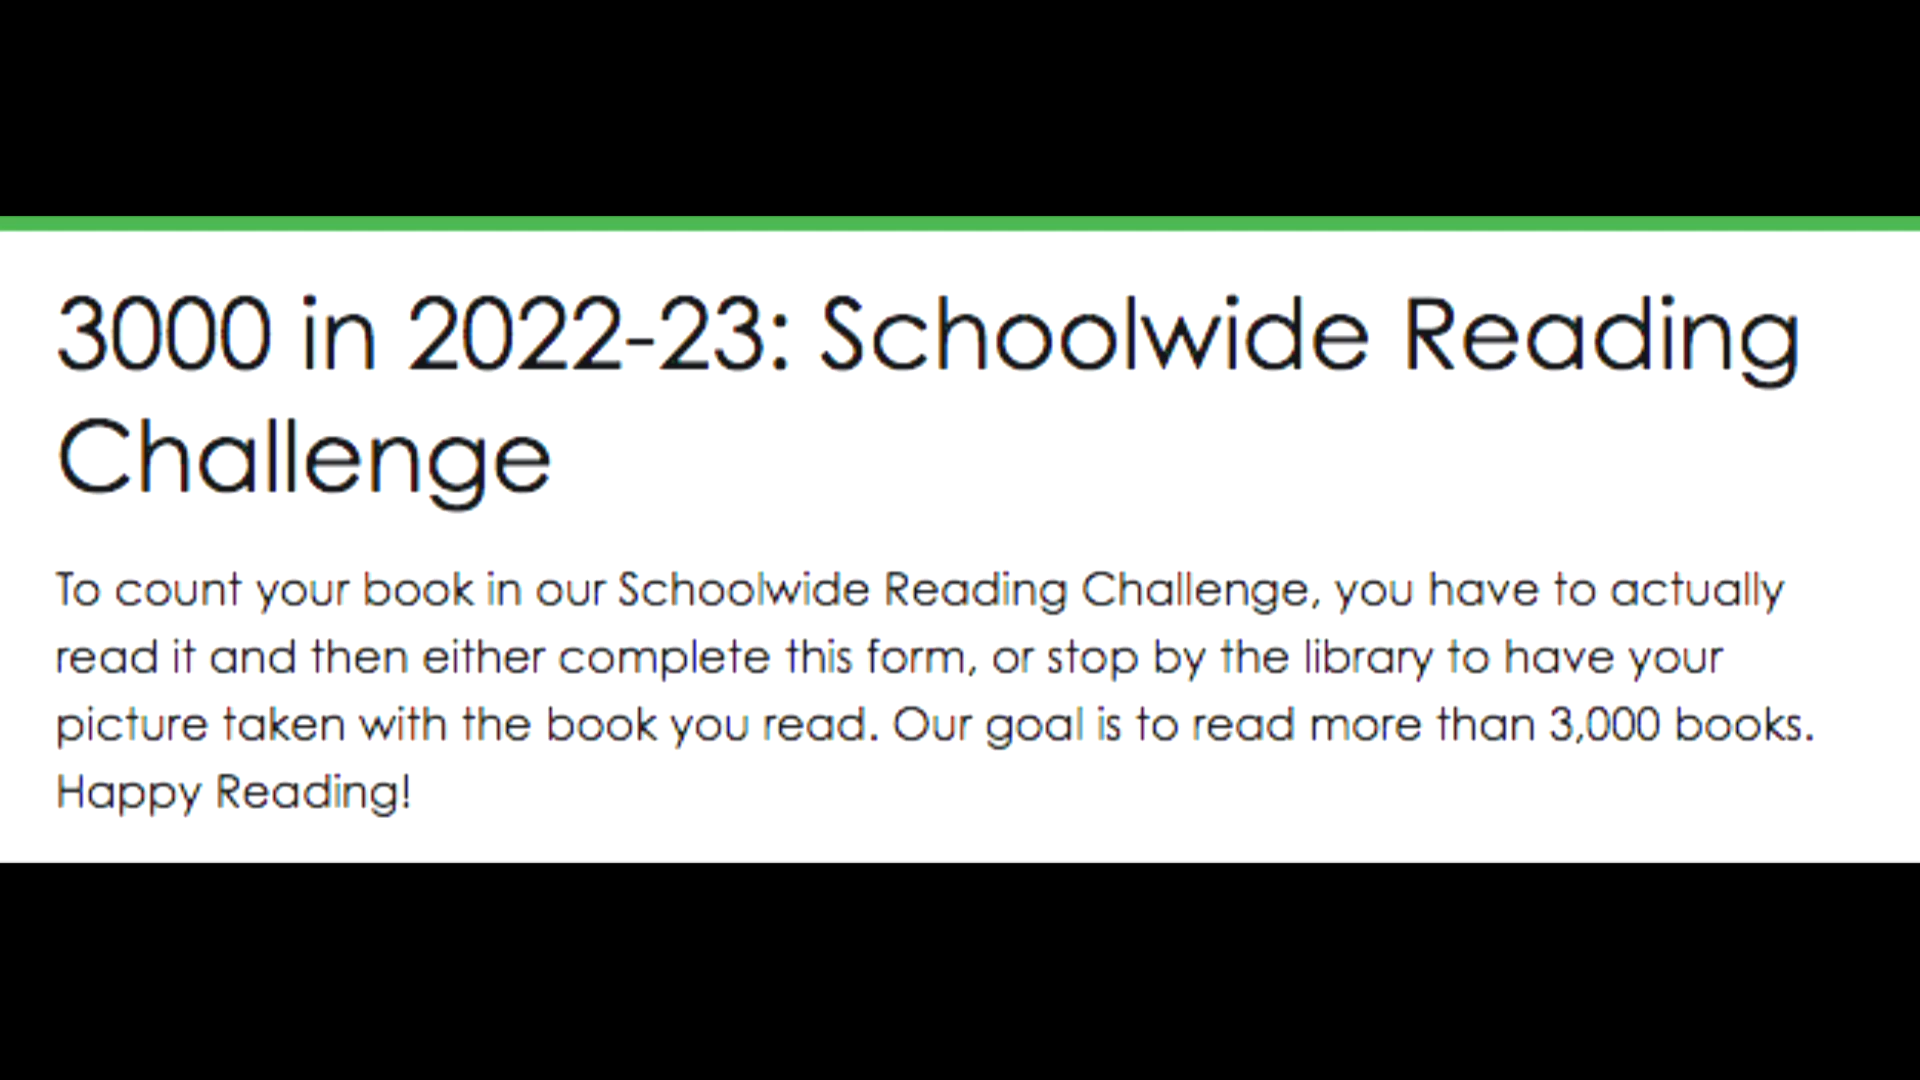 3000 in 2022-23: Schoolwide Reading
Challenge
To count your book in our Schoolwide Reading Challenge, you have to actually
read it and then either complete this form, or stop by the library to have your
picture taken with the book you read. Our goal is to read more than 3,000 books.
Happy Reading!